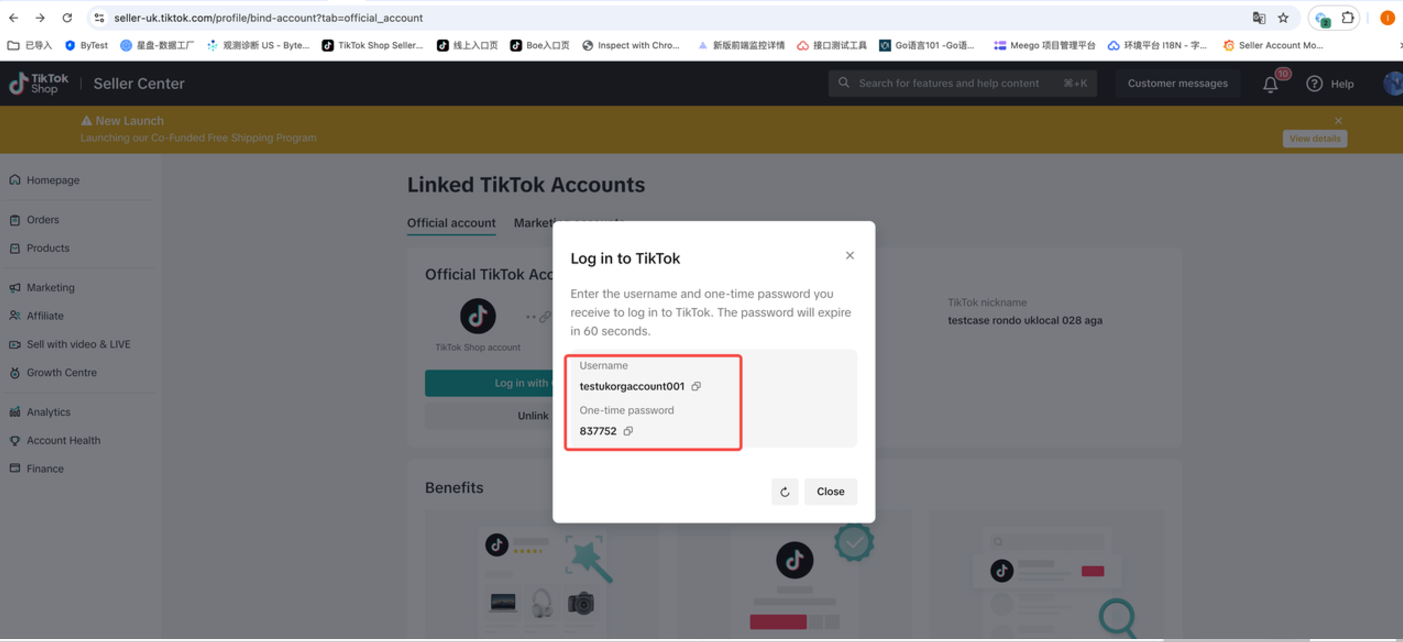 seller-uk.tiktok.com/profile/bind-account?tab=official_account
2
I
已导入
ByTest
星盘-数据工厂
观测诊断 US - Byte...
TikTok Shop Seller...
线上入口页
Boe入口页
Inspect with Chro...
新版前端监控详情
接口测试工具
Go语言101 -Go语...
Meego 项目管理平台
环境平台 I18N - 字...
Seller Account Mo...
TikTok
Shop
Seller Center
Search for features and help content
⌘+K
Customer messages
10
Help
New Launch
Launching our Co-Funded Free Shipping Program
View details
Homepage
Orders
Products
Marketing
Affiliate
Sell with video & LIVE
Growth Centre
Analytics
Account Health
Finance
Linked TikTok Accounts
Official account
Official TikTok Acc
TikTok Shop account
Log in with
Unlink
TikTok nickname
testcase rondo uklocal 028 aga
Benefits
Log in to TikTok
Enter the username and one-time password you
receive to log in to TikTok. The password will expire
in 60 seconds.
Username
testukorgaccount001
One-time password
837752
Close